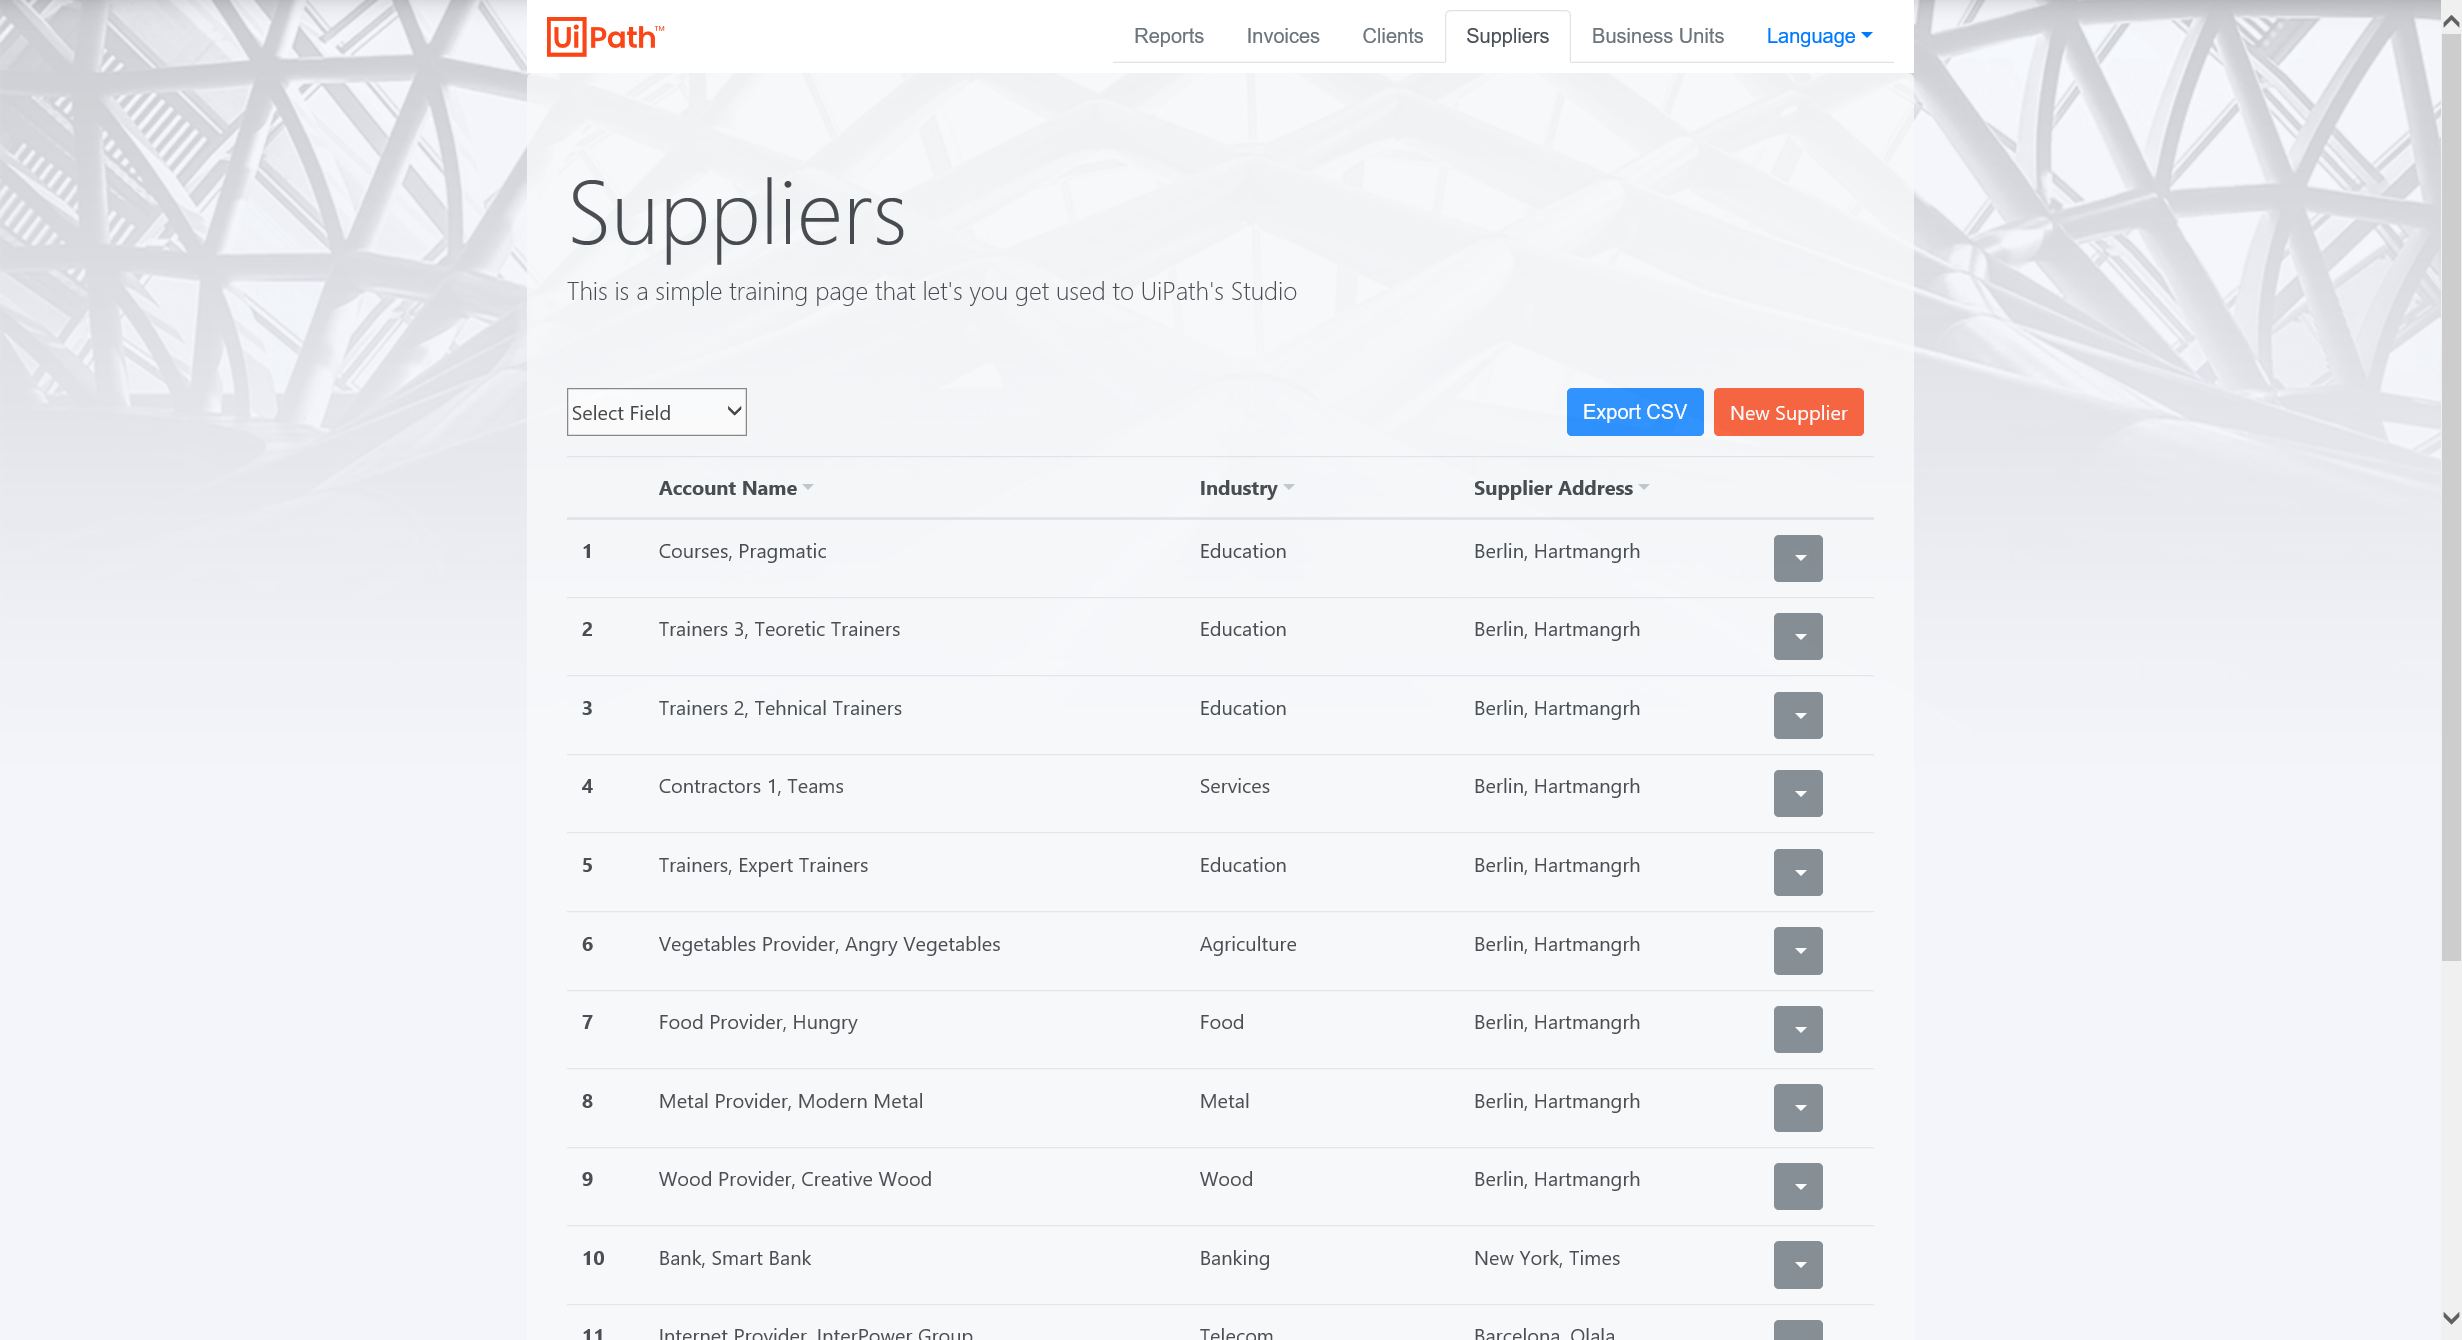 UiPath™
Reports Invoices Clients Suppliers Business Units Language
Suppliers
This is a simple training page that let's you get used to UiPath's Studio
Select Field Export CSV New Supplier
Account Name Industry Supplier Address
1 Courses, Pragmatic Education Berlin, Hartmangrh
2 Trainers 3, Teoretic Trainers Education Berlin, Hartmangrh
3 Trainers 2, Tehnical Trainers Education Berlin, Hartmangrh
4 Contractors 1, Teams Services Berlin, Hartmangrh
5 Trainers, Expert Trainers Education Berlin, Hartmangrh
6 Vegetables Provider, Angry Vegetables Agriculture Berlin, Hartmangrh
7 Food Provider, Hungry Food Berlin, Hartmangrh
8 Metal Provider, Modern Metal Metal Berlin, Hartmangrh
9 Wood Provider, Creative Wood Wood Berlin, Hartmangrh
10 Bank, Smart Bank Banking New York, Times
11 Internet Provider, InterPower Group Telecom Barcelona, Olala